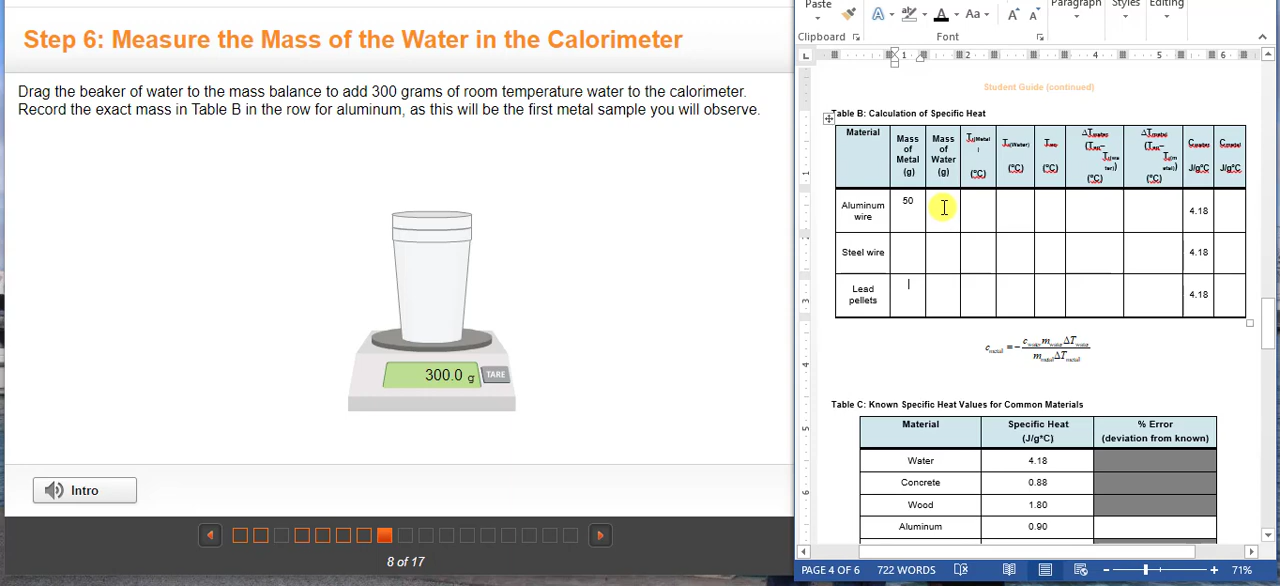 Step 6: Measure the Mass of the Water in the Calorimeter
Drag the beaker of water to the mass balance to add 300 grams of room temperature water to the calorimeter.
Record the exact mass in Table B in the row for aluminum, as this will be the first metal sample you will observe.
300.0 g
TARE
Intro
8 of 17
Paste
Aa
A
Clipboard
Font
Paragraph
Styles
Editing
L
1 2 4 5 6
Student Guide (continued)
Table B: Calculation of Specific Heat
Material
Mass of Metal (g)
Mass of Water (g)
(°C)
(°C)
(°C)
(°C)
(°C)
J/g°C
J/g°C
Aluminum wire 50 4.18
Steel wire 4.18
Lead pellets 4.18
Table C: Known Specific Heat Values for Common Materials
Material Specific Heat (J/g*C) % Error (deviation from known)
Water 4.18
Concrete 0.88
Wood 1.80
Aluminum 0.90
PAGE 4 OF 6 722 WORDS 71%